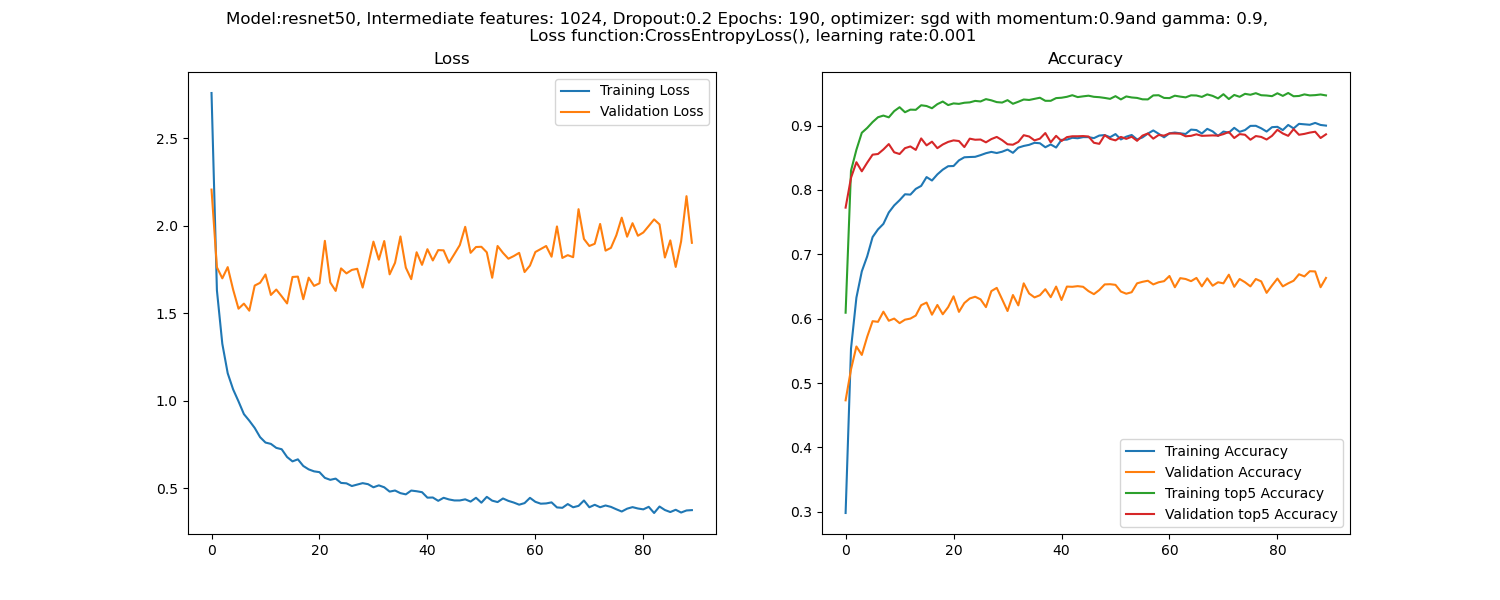 Model:resnet50, Intermediate features: 1024, Dropout:0.2 Epochs: 190, optimizer: sgd with momentum:0.9and gamma: 0.9,
Loss function:CrossEntropyLoss(), learning rate:0.001
Loss
Training Loss
Validation Loss
2.5
2.0
1.5
1.0
0.5
0
20
40
60
80
Accuracy
0.9
0.8
0.7
0.6
0.5
0.4
0.3
Training Accuracy
Validation Accuracy
Training top5 Accuracy
Validation top5 Accuracy
0
20
40
60
80